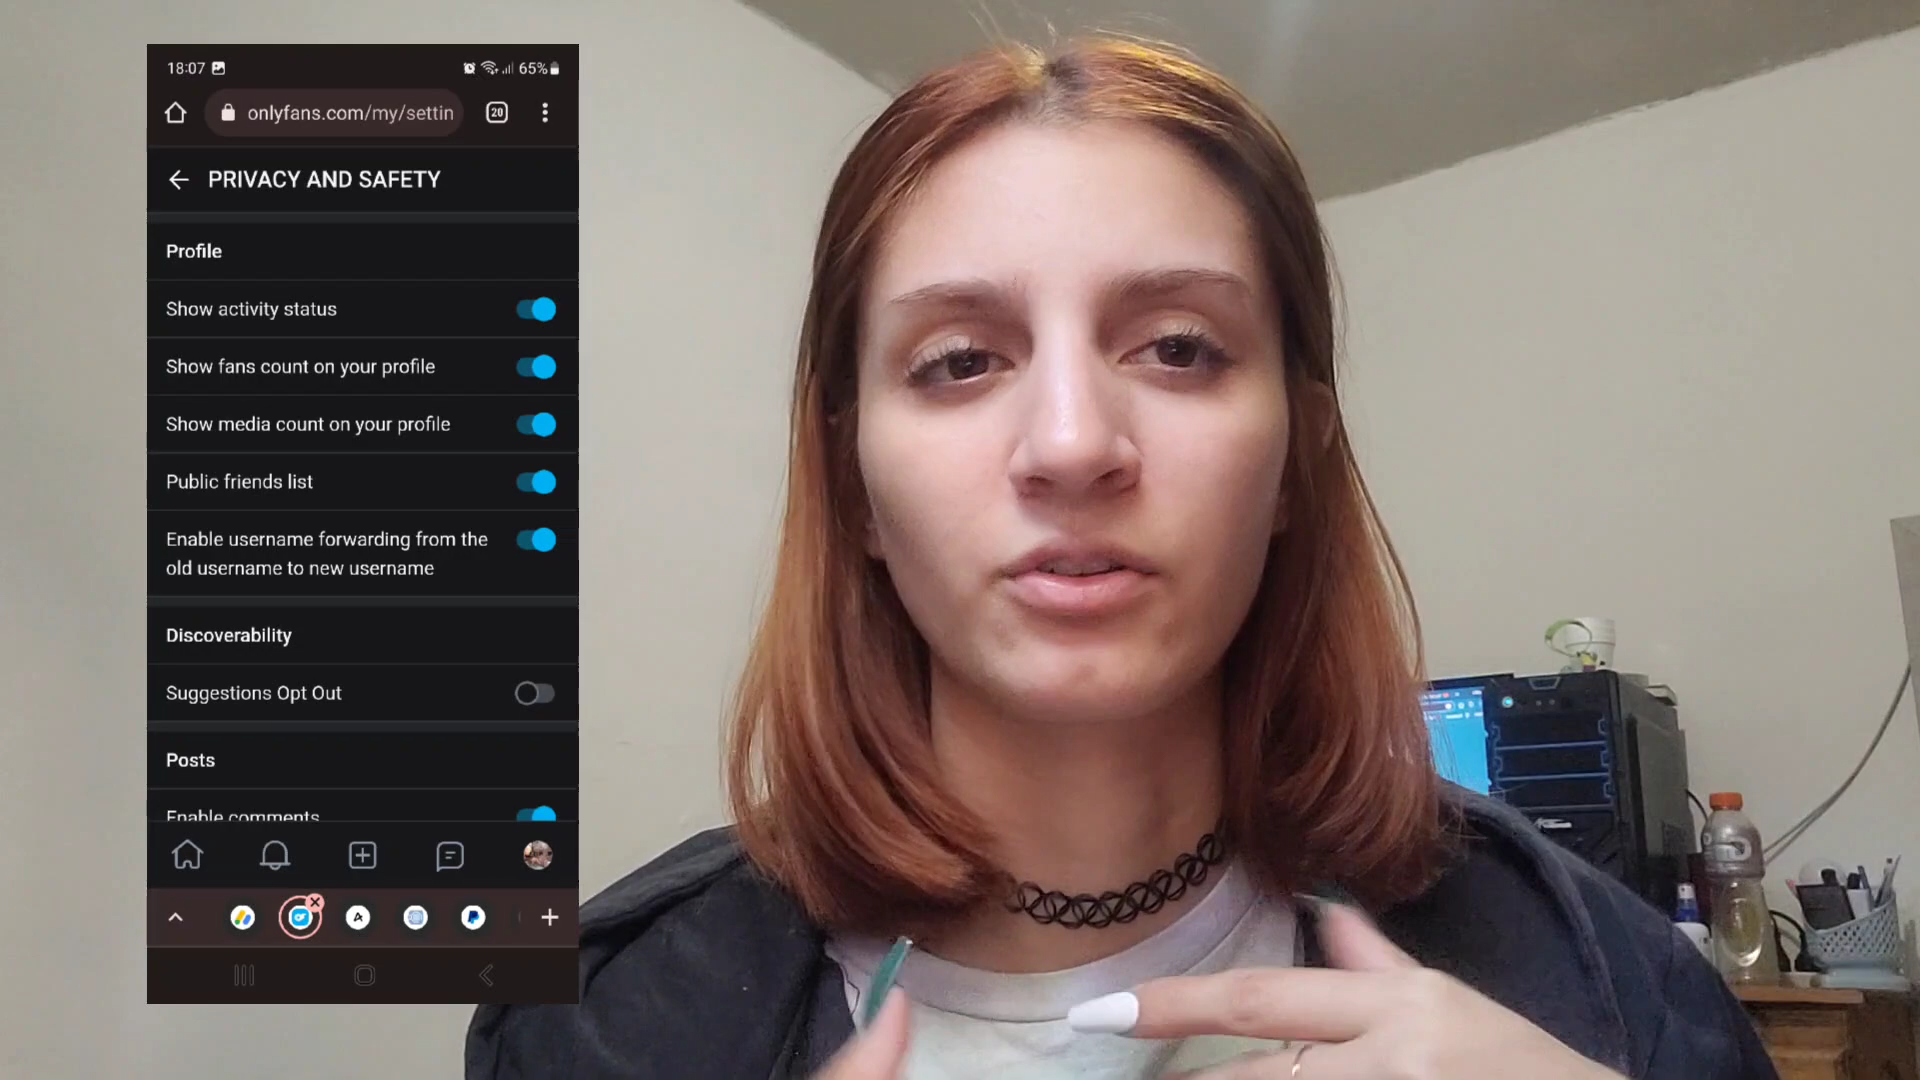 18:07
65%
onlyfans.com/my/settin
20
PRIVACY AND SAFETY
Profile
Show activity status
Show fans count on your profile
Show media count on your profile
Public friends list
Enable username forwarding from the
old username to new username
Discoverability
Suggestions Opt Out
Posts
Enable comments